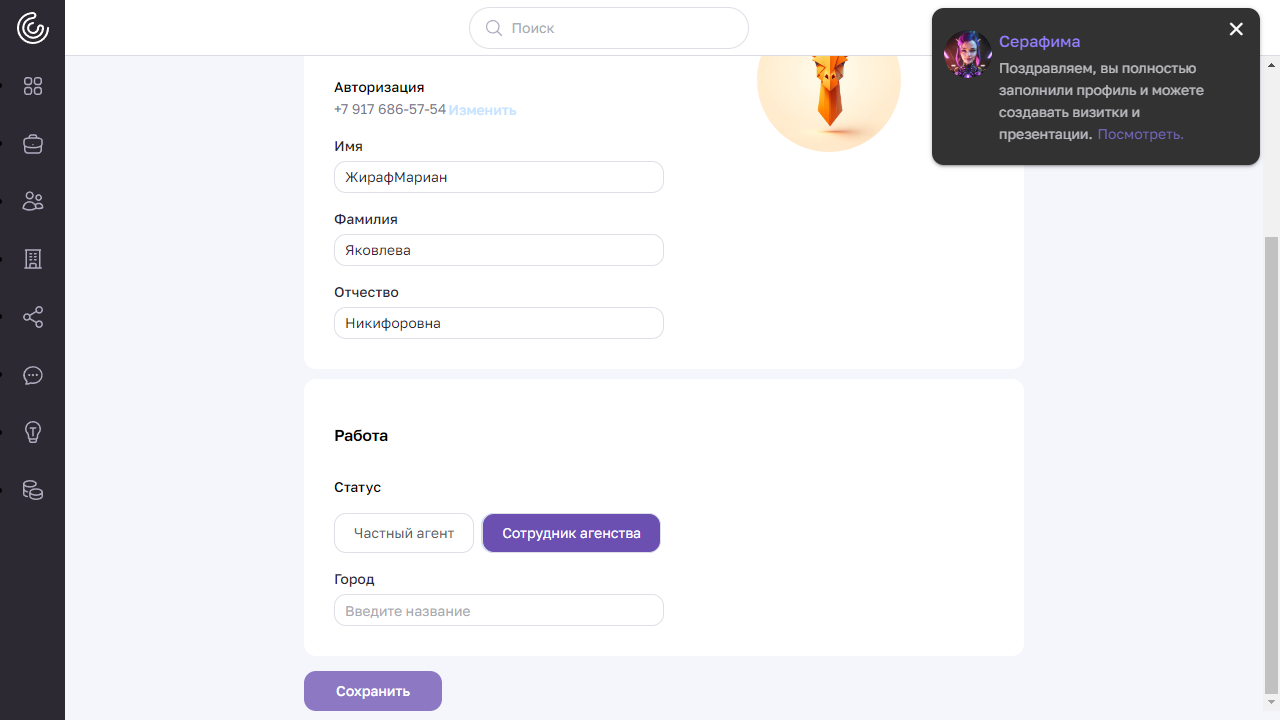 Поиск
Серафима
Поздравляем, вы полностью
заполнили профиль и можете
создавать визитки и
презентации. Посмотреть.
Авторизация
+7 917 686-57-54 Изменить
Имя
ЖирафМариан
Фамилия
Яковлева
Отчество
Никифоровна
Работа
Статус
Частный агент
Сотрудник агенства
Город
Введите название
Сохранить